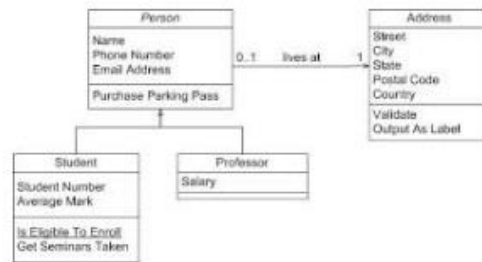 Person
Name
Phone Number
Email Address
Purchase Parking Pass
0..1 lives at 1
Address
Street
City
State
Postal Code
Country
Validate
Output As Label
Student
Student Number
Average Mark
Is Eligible To Enroll
Get Seminars Taken
Professor
Salary